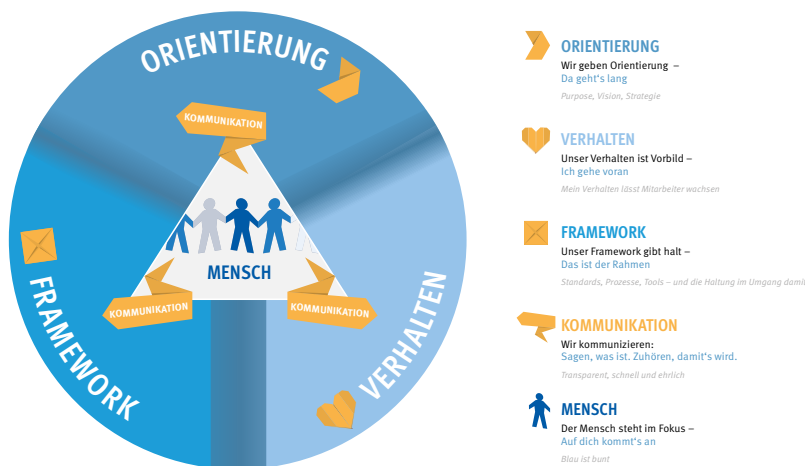 ORIENTIERUNG
KOMMUNIKATION
MENSCH
KOMMUNIKATION
KOMMUNIKATION
FRAMEWORK
VERHALTEN
ORIENTIERUNG
Wir geben Orientierung –
Da geht's lang
Purpose, Vision, Strategie
VERHALTEN
Unser Verhalten ist Vorbild –
Ich gehe voran
Mein Verhalten lässt Mitarbeiter wachsen
FRAMEWORK
Unser Framework gibt halt –
Das ist der Rahmen
Standards, Prozesse, Tools – und die Haltung im Umgang damit
KOMMUNIKATION
Wir kommunizieren:
Sagen, was ist. Zuhören, damit's wird.
Transparent, schnell und ehrlich
MENSCH
Der Mensch steht im Fokus –
Auf dich kommt's an
Blau ist bunt